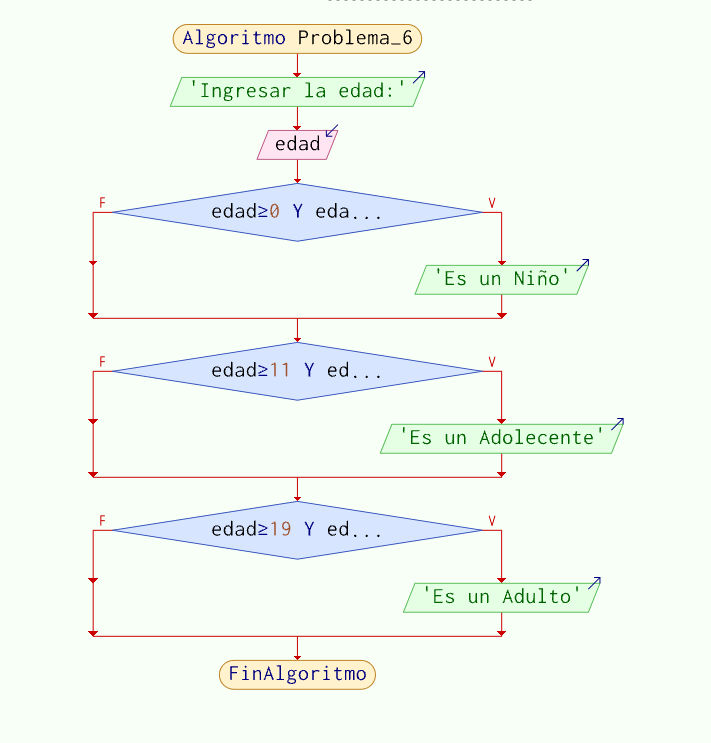 Algoritmo Problema_6
'Ingresar la edad:'
edad
F
V
edad≥0 Y eda...
'Es un Niño'
F
V
edad≥11 Y ed...
'Es un Adolecente'
F
V
edad≥19 Y ed...
'Es un Adulto'
FinAlgoritmo